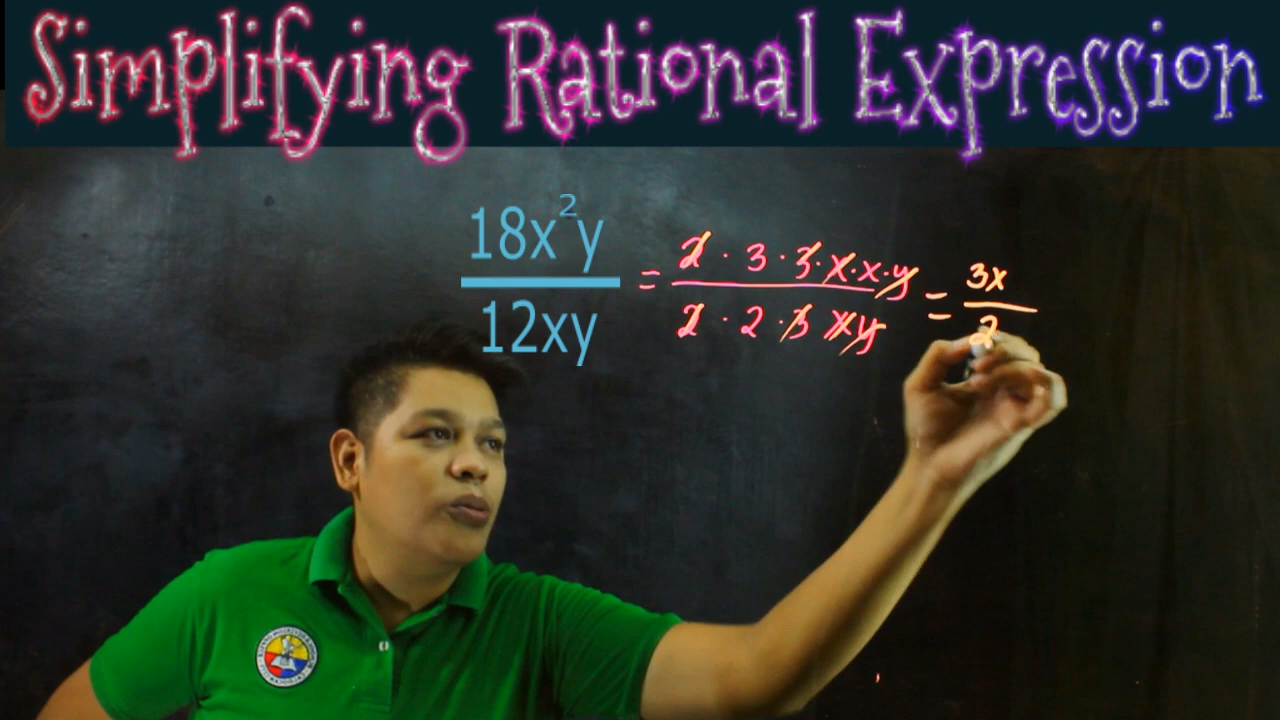 Simplifying Rational Expression
18x²y
12xy
= 2 · 3 · 3 · x · x · y
2 · 2 · 3 x y
= 3x
2